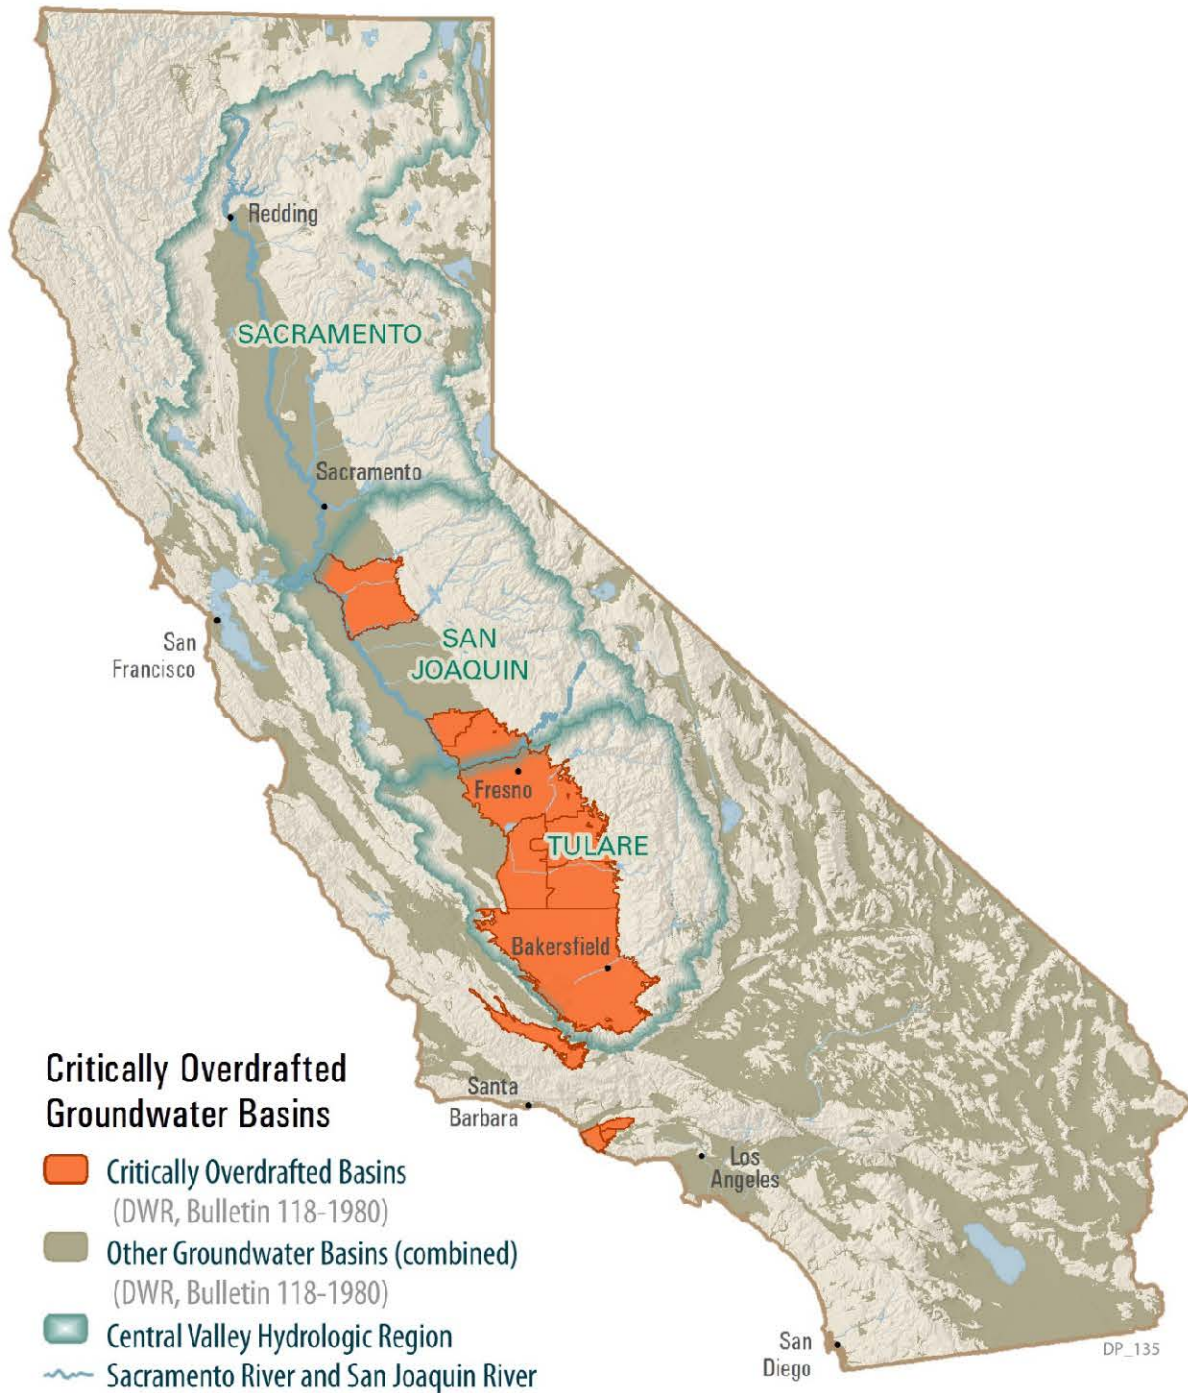 Redding
SACRAMENTO
Sacramento
San
Francisco
SAN
JOAQUIN
Fresno
TULARE
Bakersfield
Santa
Barbara
Los
Angeles
San
Diego
DP_135
Critically Overdrafted
Groundwater Basins
Critically Overdrafted Basins
(DWR, Bulletin 118-1980)
Other Groundwater Basins (combined)
(DWR, Bulletin 118-1980)
Central Valley Hydrologic Region
Sacramento River and San Joaquin River